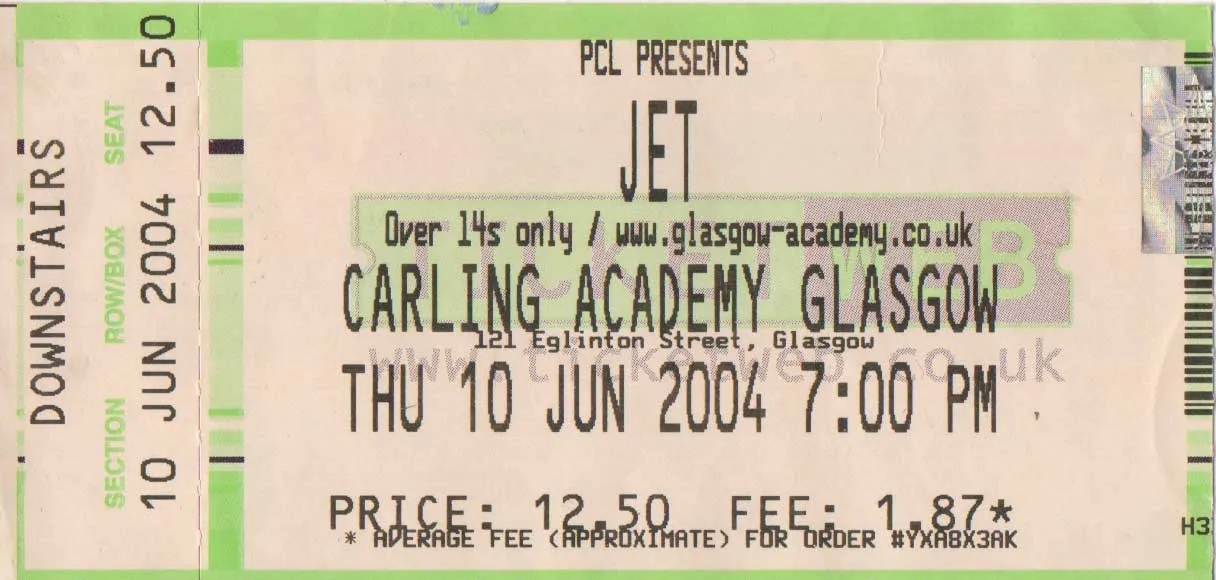 DOWNSTAIRS
SECTION ROW/BOX SEAT
10 JUN 2004 12.50
PCL PRESENTS
JET
Over 14s only / www.glasgow-academy.co.uk
TICKETWEB
CARLING ACADEMY GLASGOW
121 Eglinton Street, Glasgow
www.ticketweb.co.uk
THU 10 JUN 2004 7:00 PM
PRICE: 12.50 FEE: 1.87*
* AVERAGE FEE (APPROXIMATE) FOR ORDER #YXA8X3AK
H3